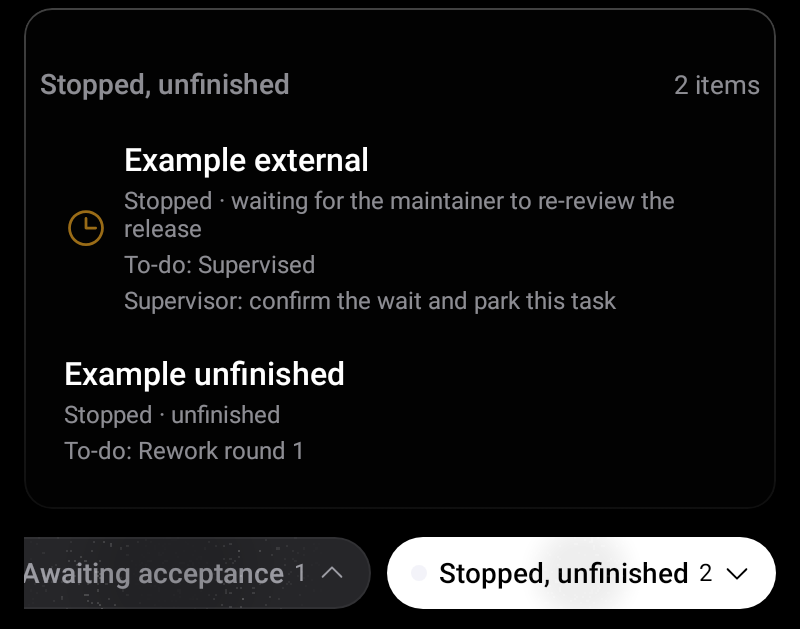 Stopped, unfinished
2 items
Example external
Stopped · waiting for the maintainer to re-review the
release
To-do: Supervised
Supervisor: confirm the wait and park this task
Example unfinished
Stopped · unfinished
To-do: Rework round 1
Awaiting acceptance 1
Stopped, unfinished 2